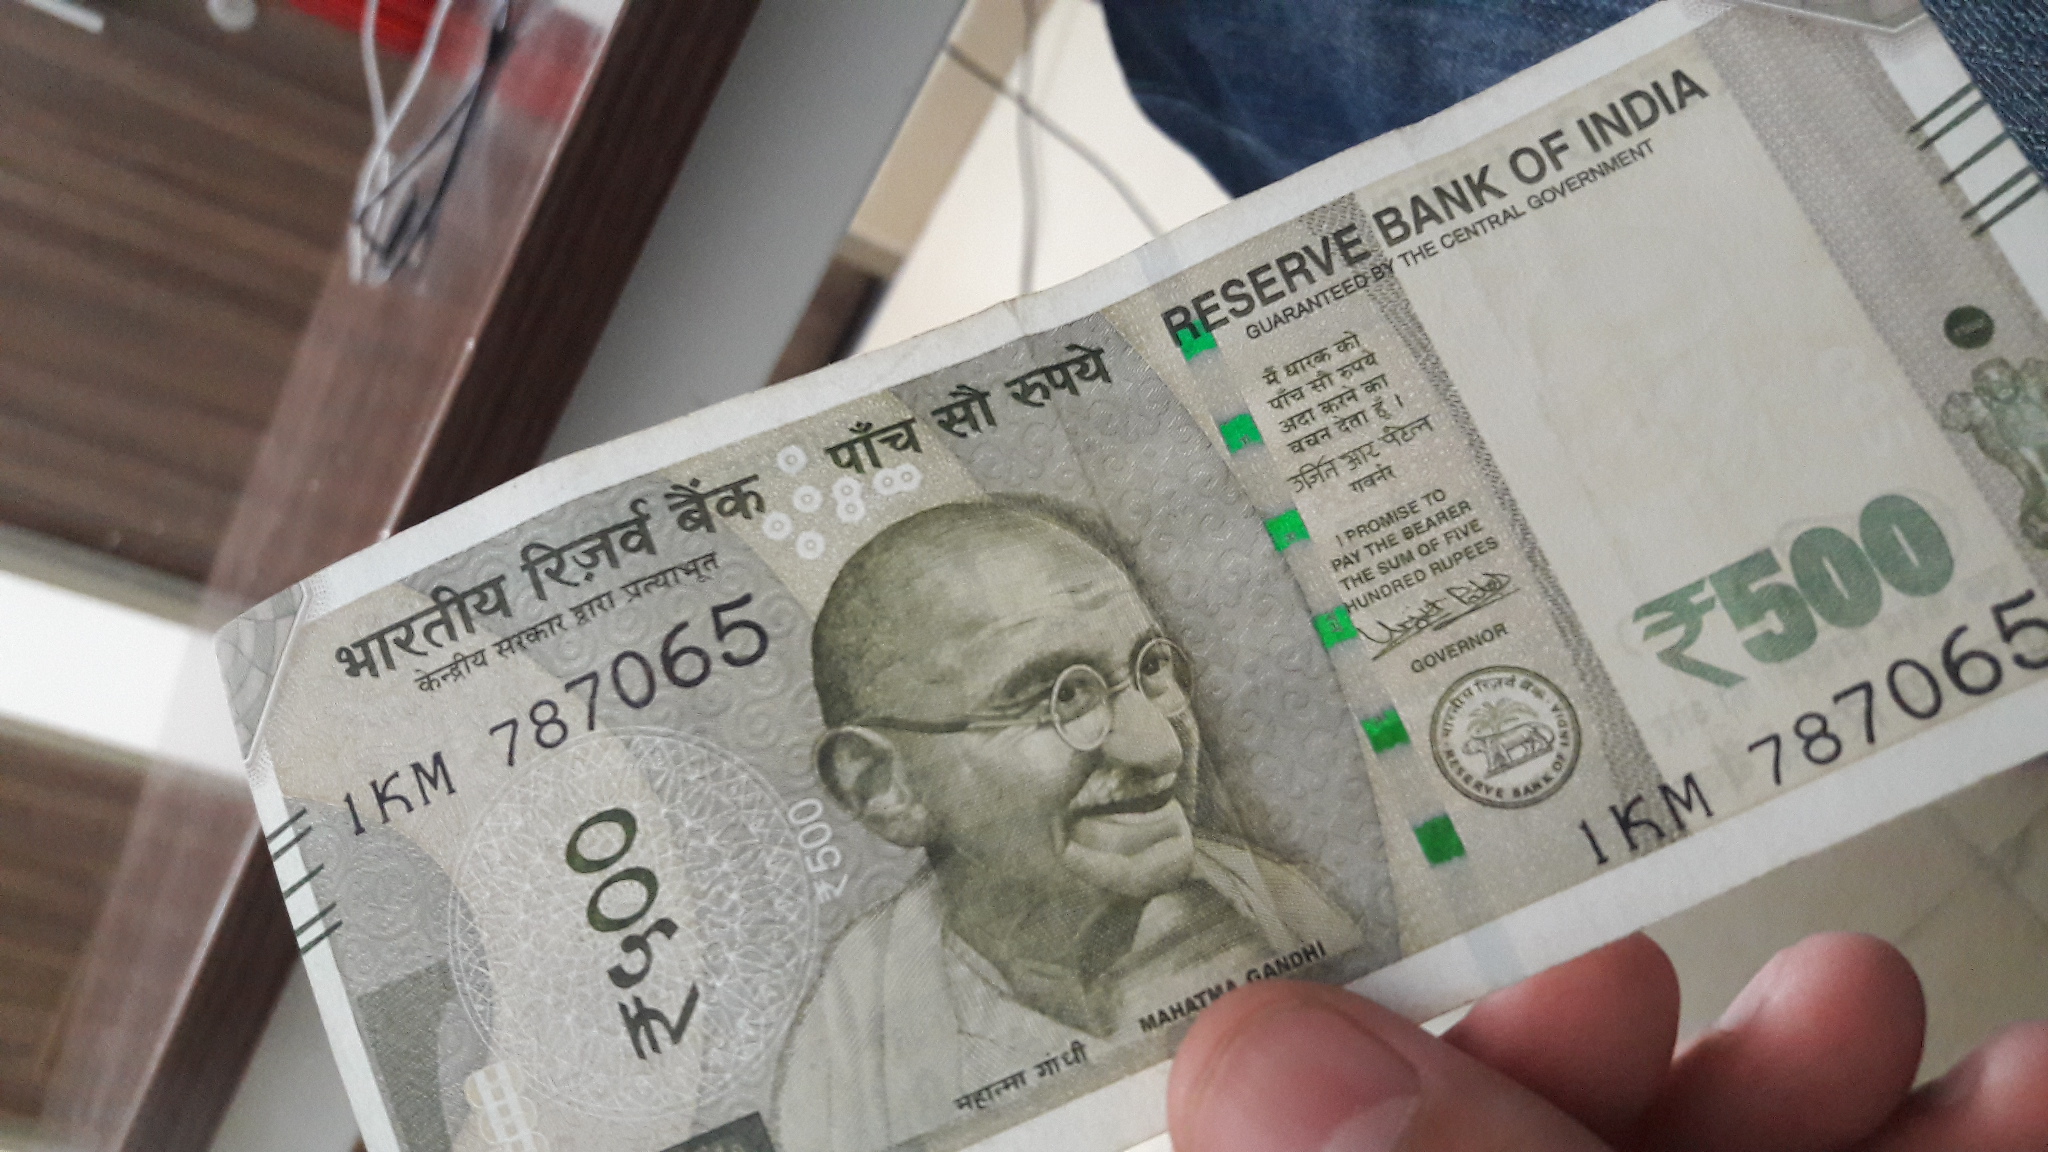 भारतीय रिज़र्व बैंक
केन्द्रीय सरकार द्वारा प्रत्याभूत
1KM 787065
₹५००
₹500
पाँच सौ रुपये
महात्मा गांधी
MAHATMA GANDHI
RESERVE BANK OF INDIA
GUARANTEED BY THE CENTRAL GOVERNMENT
मैं धारक को
पाँच सौ रुपये
अदा करने का
वचन देता हूँ।
उर्जित आर पटेल
गवर्नर
I PROMISE TO
PAY THE BEARER
THE SUM OF FIVE
HUNDRED RUPEES
GOVERNOR
भारतीय रिज़र्व बैंक
RESERVE BANK OF INDIA
₹500
1KM 787065